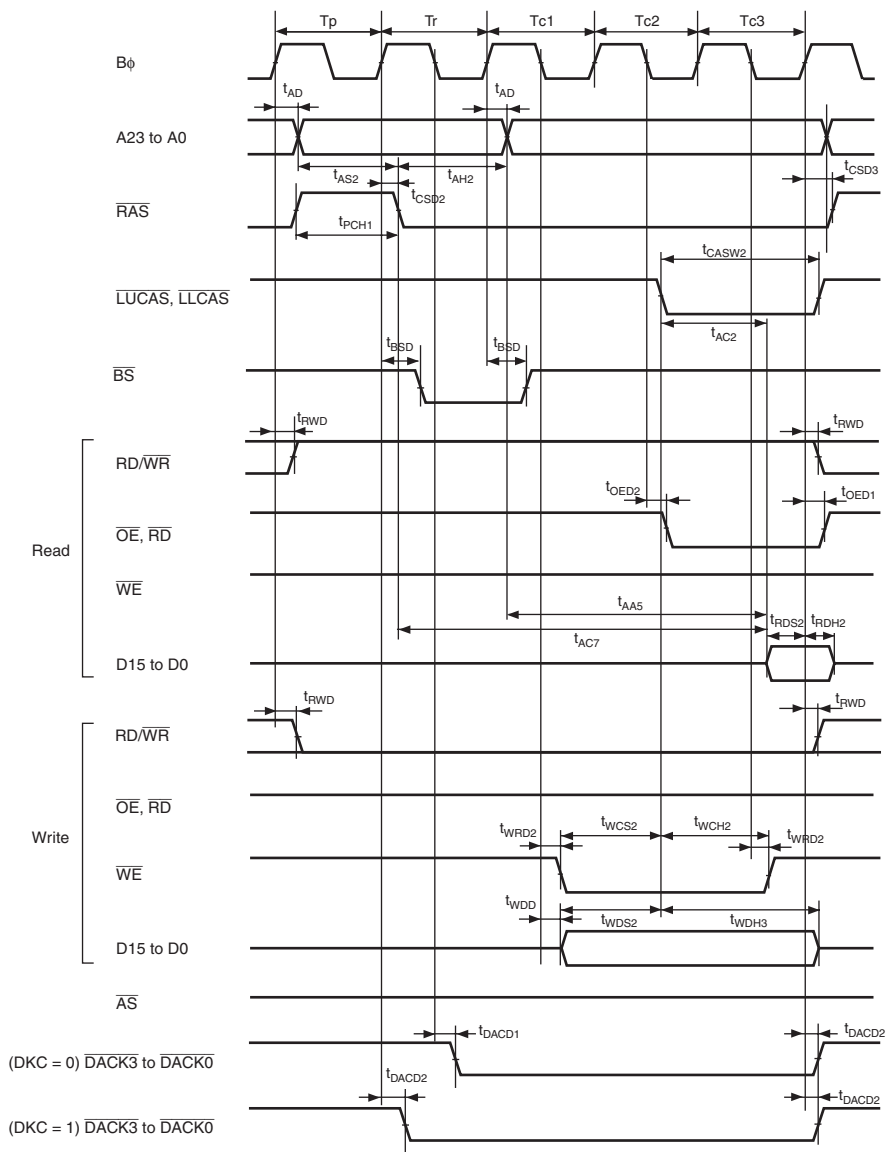 Tp Tr Tc1 Tc2 Tc3
Bφ
tAD tAD
A23 to A0
tAS2 tAH2 tCSD3
tCSD2
RAS
tPCH1
tCASW2
LUCAS, LLCAS
tAC2
tBSD tBSD
BS
tRWD tRWD
RD/WR
tOED2 tOED1
OE, RD
Read
WE
tAA5
tRDS2 tRDH2
tAC7
D15 to D0
tRWD tRWD
RD/WR
OE, RD
Write
tWRD2 tWCS2 tWCH2 tWRD2
WE
tWDD tWDS2 tWDH3
D15 to D0
AS
tDACD1 tDACD2
(DKC = 0) DACK3 to DACK0
tDACD2 tDACD2
(DKC = 1) DACK3 to DACK0